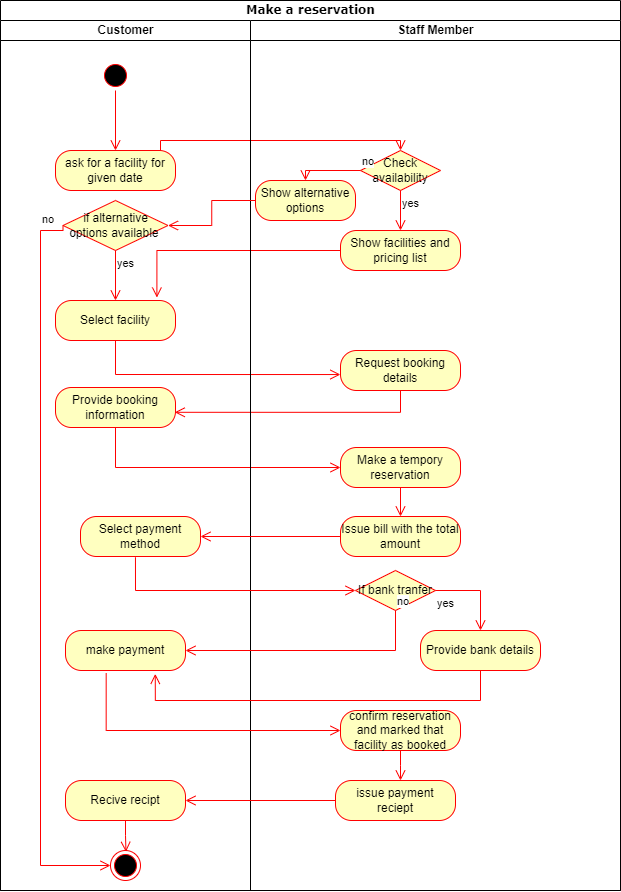 Make a reservation
Customer
Staff Member
ask for a facility for
given date
no
Check
availability
Show alternative
options
yes
no
If alternative
options available
yes
Show facilities and
pricing list
Select facility
Request booking
details
Provide booking
information
Make a tempory
reservation
Select payment
method
Issue bill with the total
amount
If bank tranfer
no
yes
make payment
Provide bank details
confirm reservation
and marked that
facility as booked
Recive recipt
issue payment
reciept